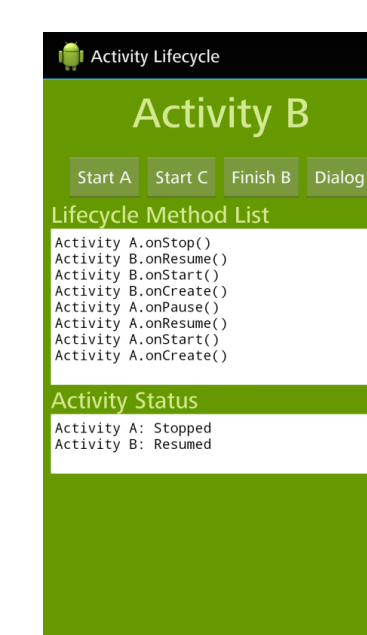 Activity Lifecycle
Activity B
Start A Start C Finish B Dialog
Lifecycle Method List
Activity A.onStop()
Activity B.onResume()
Activity B.onStart()
Activity B.onCreate()
Activity A.onPause()
Activity A.onResume()
Activity A.onStart()
Activity A.onCreate()
Activity Status
Activity A: Stopped
Activity B: Resumed